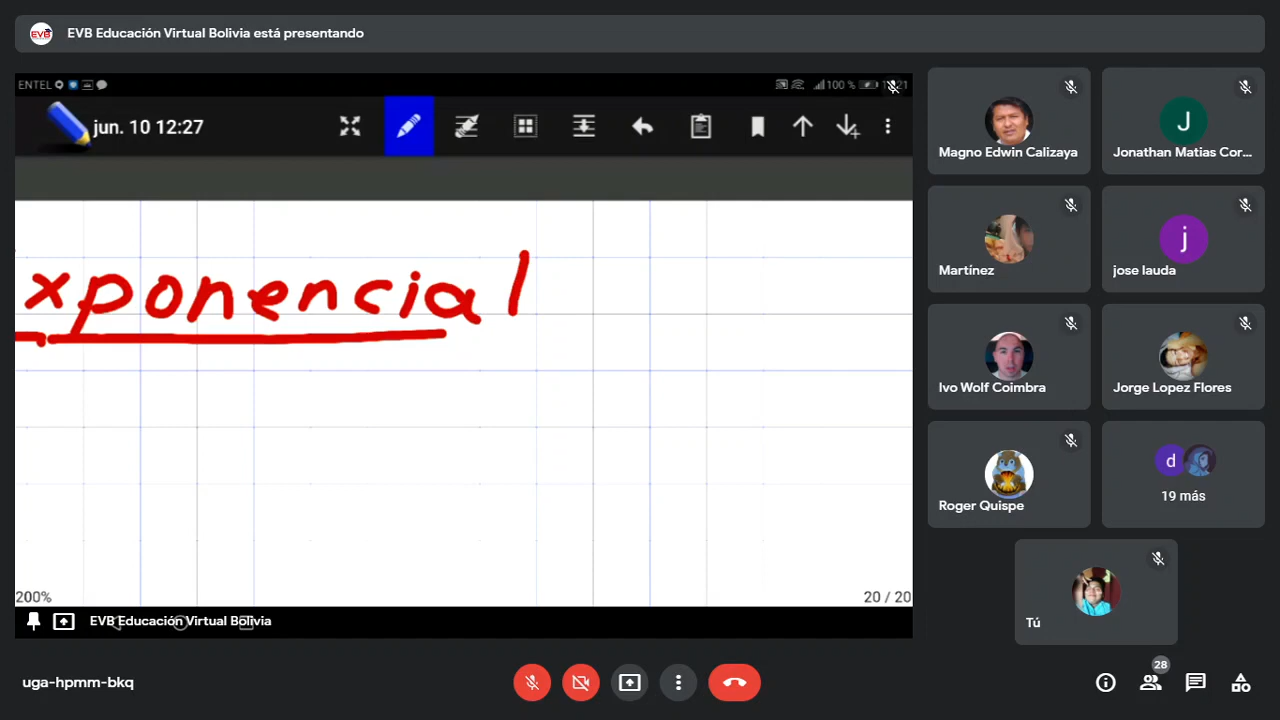 EVB EVB Educación Virtual Bolivia está presentando
ENTEL 100 % 21
jun. 10 12:27
xponencial
200% 20 / 20
EVB Educación Virtual Bolivia
Magno Edwin Calizaya
J
Jonathan Matias Cor...
Martínez
j
jose lauda
Ivo Wolf Coimbra
Jorge Lopez Flores
Roger Quispe
d
19 más
Tú
uga-hpmm-bkq
28